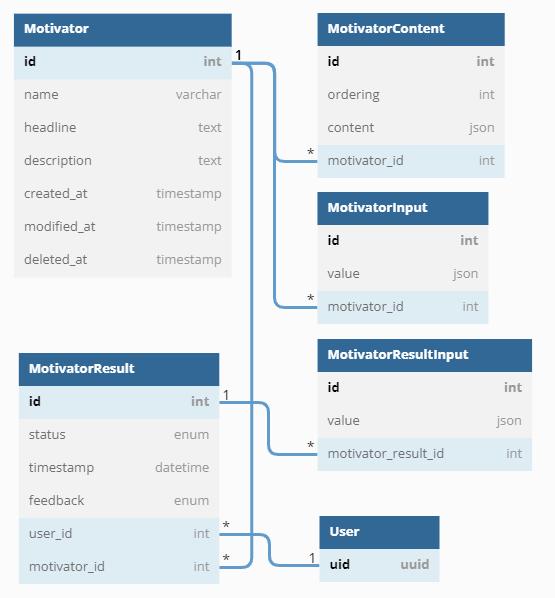 Motivator
id int
name varchar
headline text
description text
created_at timestamp
modified_at timestamp
deleted_at timestamp
1
MotivatorContent
id int
ordering int
content json
* motivator_id int
MotivatorInput
id int
value json
* motivator_id int
MotivatorResult
id int 1
status enum
timestamp datetime
feedback enum
user_id int *
motivator_id int *
MotivatorResultInput
id int
value json
* motivator_result_id int
User
1 uid uuid